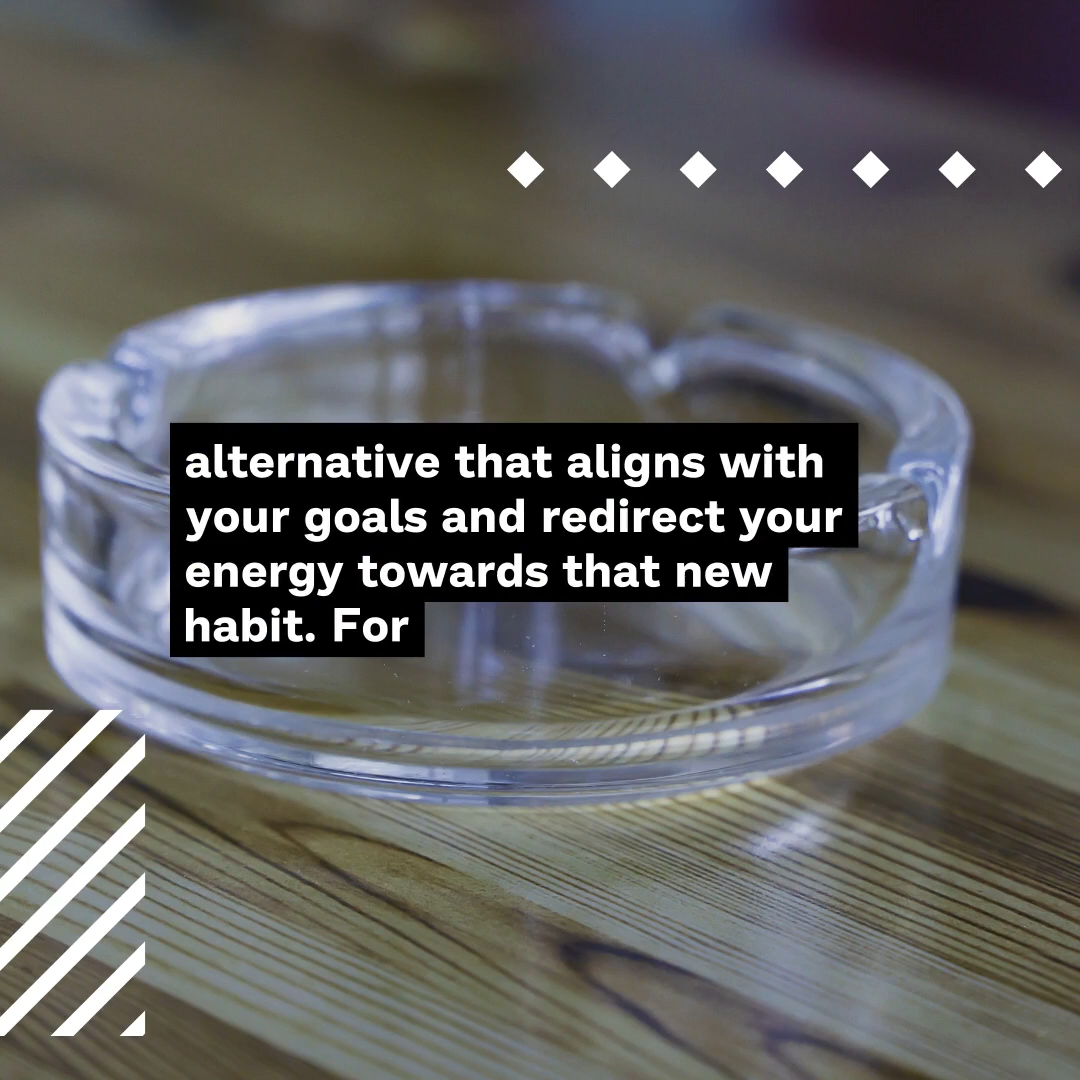 alternative that aligns with
your goals and redirect your
energy towards that new
habit. For